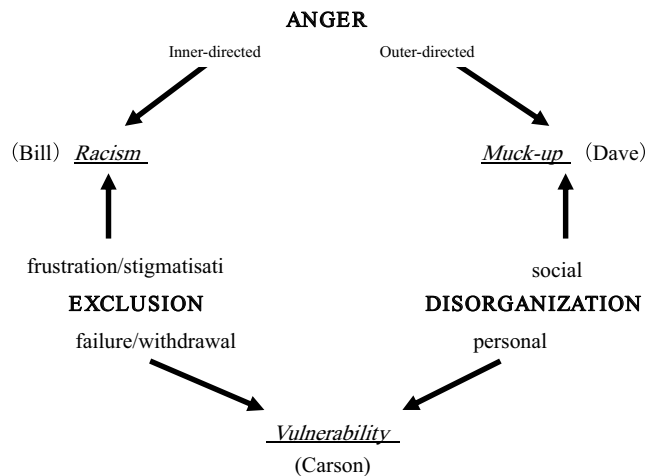 ANGER
Inner-directed
Outer-directed
（Bill） Racism
Muck-up （Dave）
frustration/stigmatisati
social
EXCLUSION
DISORGANIZATION
failure/withdrawal
personal
Vulnerability
(Carson)